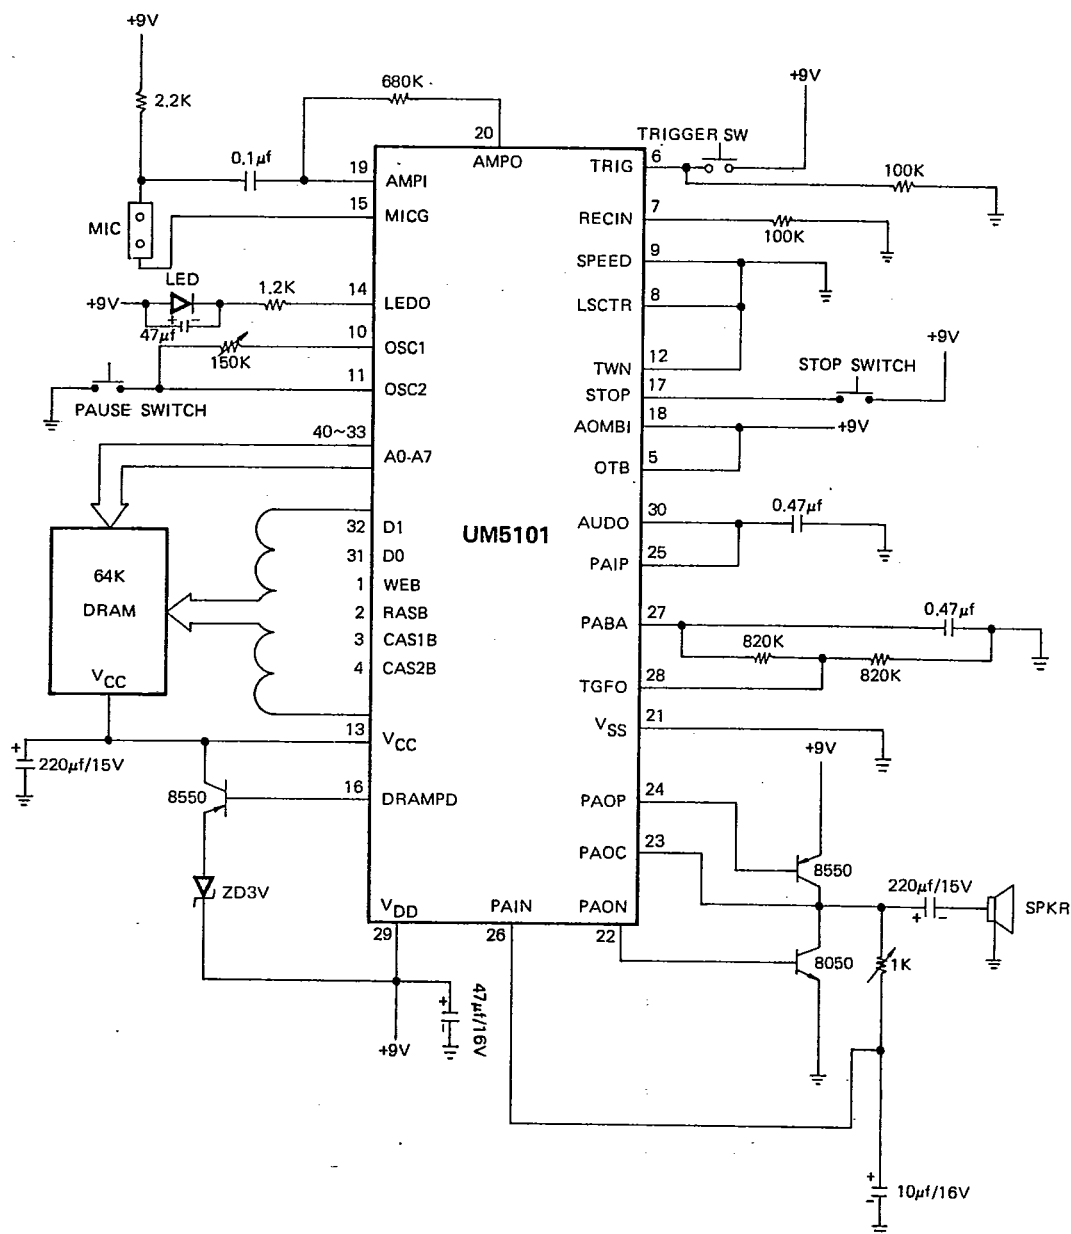 +9V
2.2K
680K
+9V
TRIGGER SW
20
AMPO
0.1µf
19
AMPI
6
TRIG
100K
MIC
15
MICG
7
RECIN
100K
LED
9
SPEED
+9V
1.2K
14
LEDO
8
LSCTR
+ -
47µf
10
OSC1
150K
+9V
12
TWN
STOP SWITCH
11
OSC2
PAUSE SWITCH
17
STOP
18
AOMBI
+9V
40~33
A0-A7
5
OTB
UM5101
32
D1
30
AUDO
0.47µf
31
D0
25
PAIP
64K
DRAM
VCC
1
WEB
2
RASB
3
CAS1B
4
CAS2B
27
PABA
0.47µf
820K
820K
28
TGFO
13
VCC
21
VSS
+
220µf/15V
+9V
8550
16
DRAMPD
24
PAOP
23
PAOC
8550
ZD3V
220µf/15V
+ -
SPKR
VDD
29
PAIN
26
PAON
22
8050
1K
+
-
47µf/16V
+9V
+
-
10µf/16V